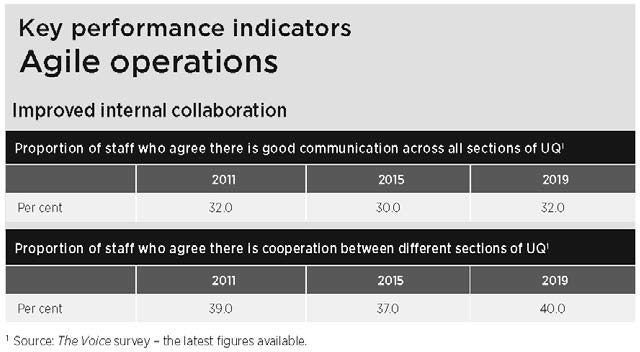 Key performance indicators
Agile operations
Improved internal collaboration
Proportion of staff who agree there is good communication across all sections of UQ¹
2011 2015 2019
Per cent 32.0 30.0 32.0
Proportion of staff who agree there is cooperation between different sections of UQ¹
2011 2015 2019
Per cent 39.0 37.0 40.0
¹ Source: The Voice survey – the latest figures available.